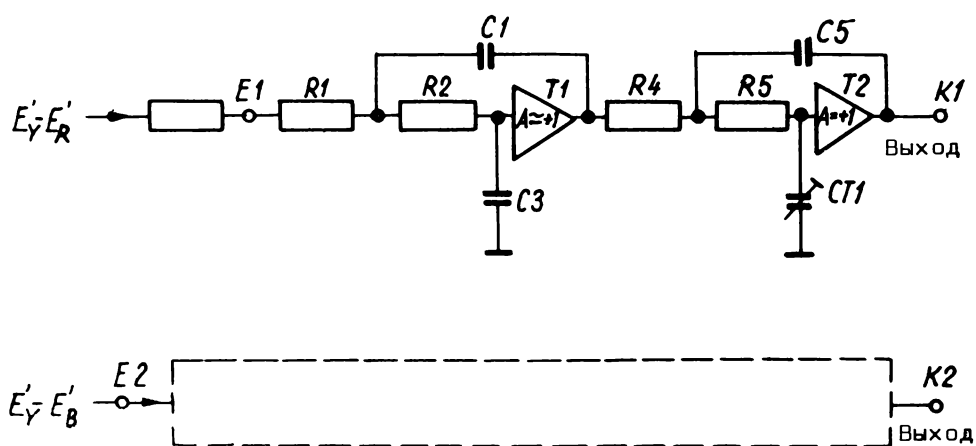 C1
C5
E'Y-E'R
E1
R1
R2
T1
A≃+1
R4
R5
T2
A=+1
K1
Выход
C3
CT1
E'Y-E'B
E2
K2
Выход